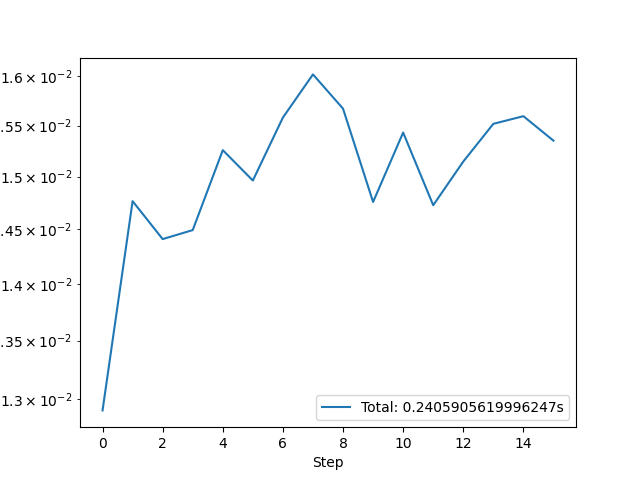 1.6 × 10⁻²
.55 × 10⁻²
1.5 × 10⁻²
.45 × 10⁻²
1.4 × 10⁻²
.35 × 10⁻²
1.3 × 10⁻²
Total: 0.2405905619996247s
0 2 4 6 8 10 12 14
Step